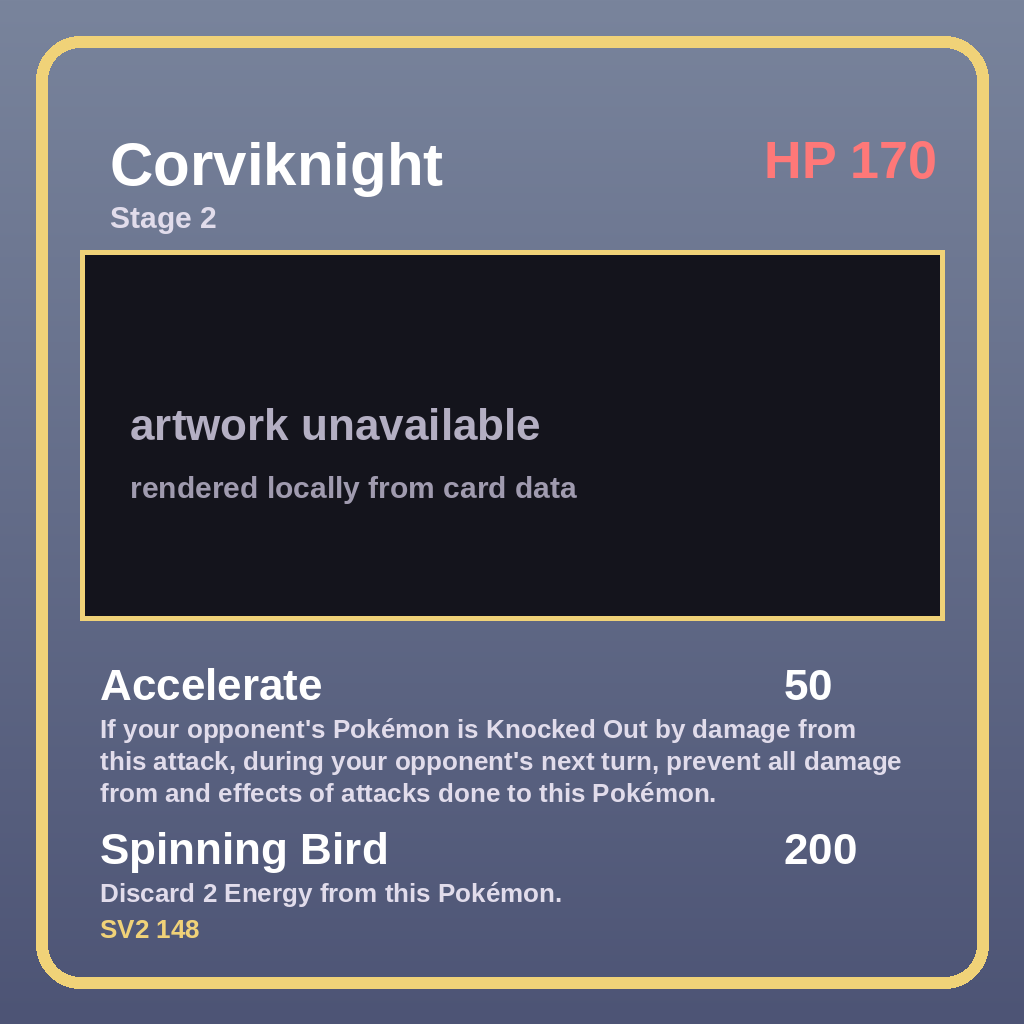 Corviknight
HP 170
Stage 2
artwork unavailable
rendered locally from card data
Accelerate 50
If your opponent's Pokémon is Knocked Out by damage from
this attack, during your opponent's next turn, prevent all damage
from and effects of attacks done to this Pokémon.
Spinning Bird 200
Discard 2 Energy from this Pokémon.
SV2 148